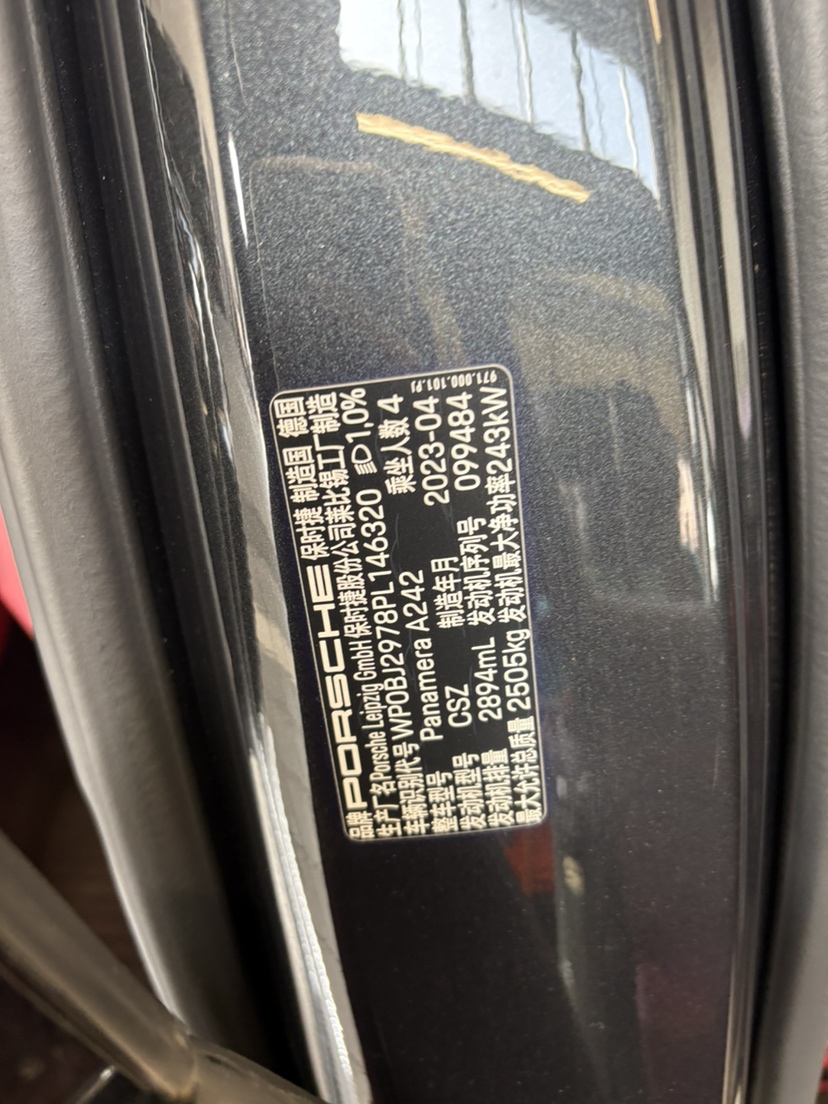 品牌 PORSCHE 保时捷 制造国 德国
生产厂名 Porsche Leipzig GmbH 保时捷股份公司莱比锡工厂制造
车辆识别代号 WP0BJ2978PL146320 1,0%
整车型号 Panamera A242 乘坐人数 4
发动机型号 CSZ 制造年月 2023-04
发动机排量 2894mL 发动机序列号 099484
最大允许总质量 2505kg 发动机最大净功率 243kW
971.000.101.PJ